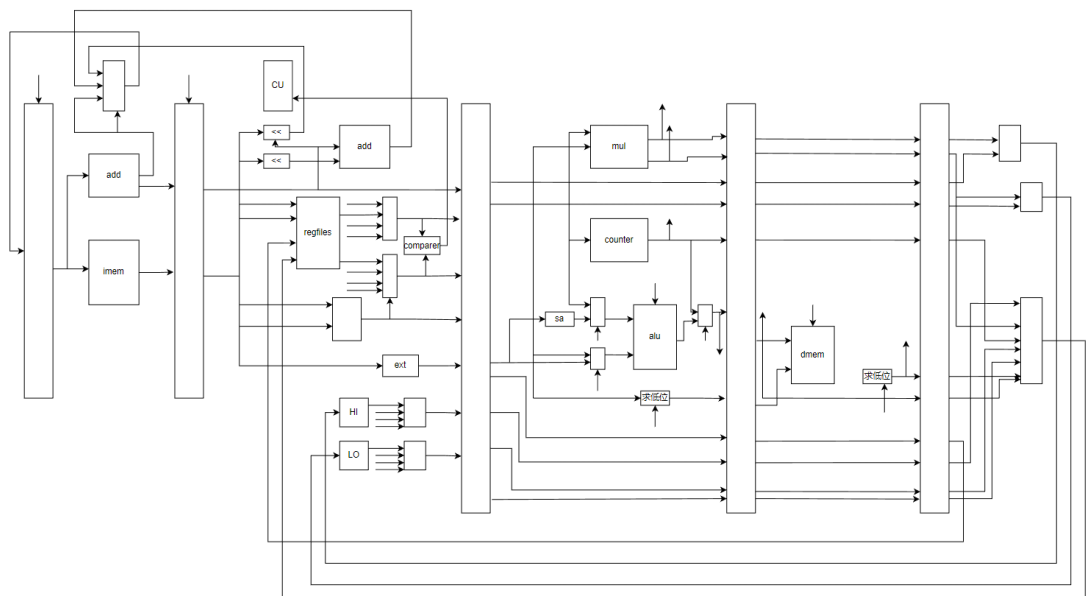 CU
<<
add
<<
mul
add
regfiles
counter
comparer
imem
sa
alu
dmem
ext
求低位
求低位
HI
LO